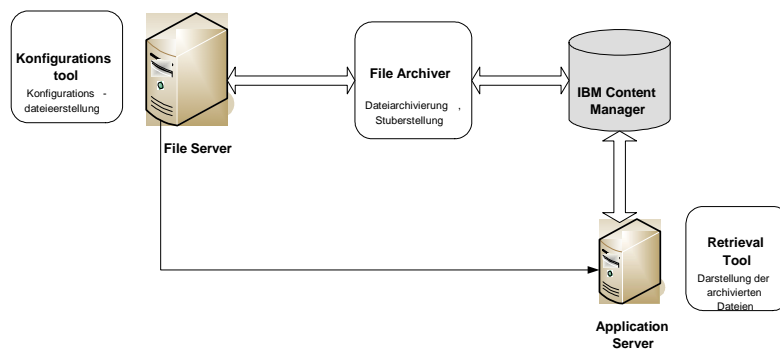 Konfigurations
tool
Konfigurations -
dateieerstellung
File Server
File Archiver
Dateiarchivierung ,
Stuberstellung
IBM Content
Manager
Retrieval
Tool
Darstellung der
archivierten
Dateien
Application
Server